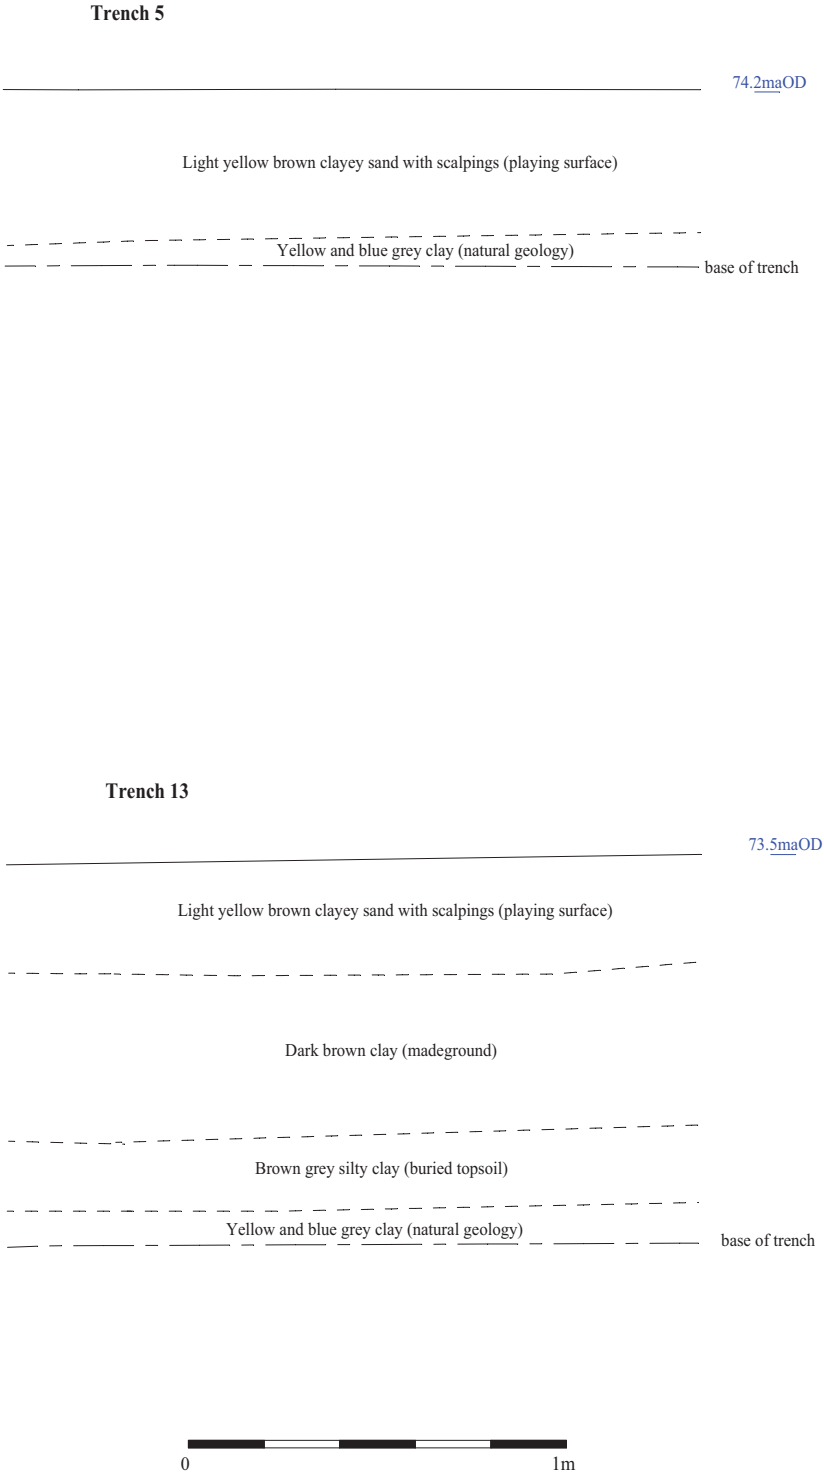 Trench 5
74.2maOD
Light yellow brown clayey sand with scalpings (playing surface)
Yellow and blue grey clay (natural geology)
base of trench
Trench 13
73.5maOD
Light yellow brown clayey sand with scalpings (playing surface)
Dark brown clay (madeground)
Brown grey silty clay (buried topsoil)
Yellow and blue grey clay (natural geology)
base of trench
0 1m